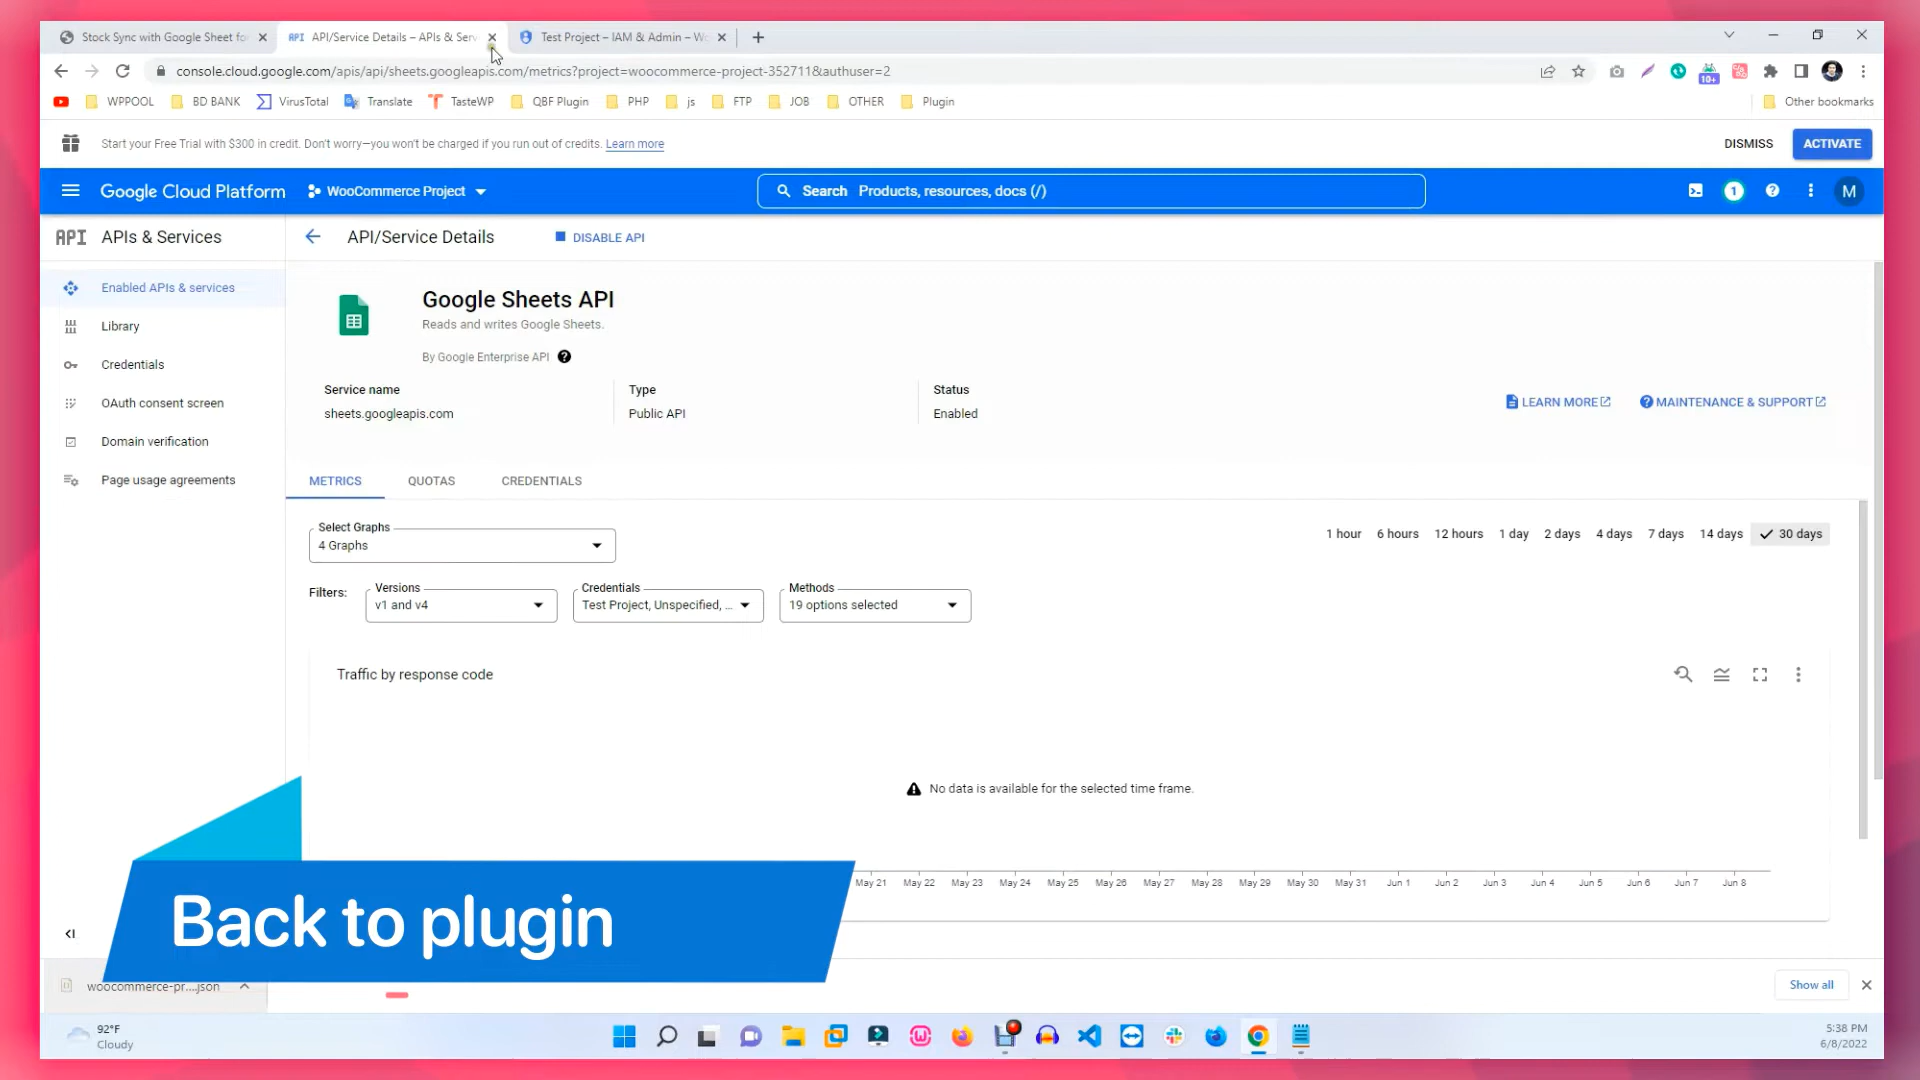 Stock Sync with Google Sheet for
API API/Service Details – APIs & Serv
Test Project – IAM & Admin – Wo
console.cloud.google.com/apis/api/sheets.googleapis.com/metrics?project=woocommerce-project-352711&authuser=2
10+
WPPOOL
BD BANK
VirusTotal
Translate
TasteWP
QBF Plugin
PHP
js
FTP
JOB
OTHER
Plugin
Other bookmarks
Start your Free Trial with $300 in credit. Don't worry—you won't be charged if you run out of credits. Learn more
DISMISS
ACTIVATE
Google Cloud Platform
WooCommerce Project
Search Products, resources, docs (/)
1
M
API APIs & Services
API/Service Details
DISABLE API
Enabled APIs & services
Library
Credentials
OAuth consent screen
Domain verification
Page usage agreements
Google Sheets API
Reads and writes Google Sheets.
By Google Enterprise API
Service name
sheets.googleapis.com
Type
Public API
Status
Enabled
LEARN MORE
MAINTENANCE & SUPPORT
METRICS
QUOTAS
CREDENTIALS
Select Graphs
4 Graphs
1 hour
6 hours
12 hours
1 day
2 days
4 days
7 days
14 days
30 days
Filters:
Versions
v1 and v4
Credentials
Test Project, Unspecified, ...
Methods
19 options selected
Traffic by response code
No data is available for the selected time frame.
May 21 May 22 May 23 May 24 May 25 May 26 May 27 May 28 May 29 May 30 May 31 Jun 1 Jun 2 Jun 3 Jun 4 Jun 5 Jun 6 Jun 7 Jun 8
Back to plugin
woocommerce-pr....json
Show all
92°F
Cloudy
5:38 PM
6/8/2022